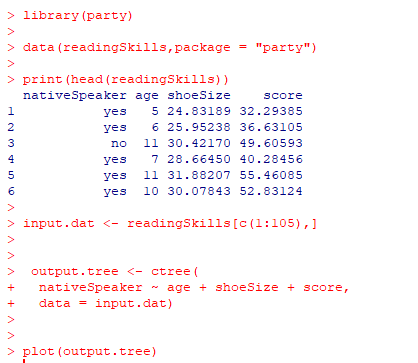 > library(party)
>
> data(readingSkills,package = "party")
>
> print(head(readingSkills))
  nativeSpeaker age shoeSize    score
1           yes   5 24.83189 32.29385
2           yes   6 25.95238 36.63105
3            no  11 30.42170 49.60593
4           yes   7 28.66450 40.28456
5           yes  11 31.88207 55.46085
6           yes  10 30.07843 52.83124
>
> input.dat <- readingSkills[c(1:105),]
>
>
>  output.tree <- ctree(
+   nativeSpeaker ~ age + shoeSize + score,
+   data = input.dat)
>
>
> plot(output.tree)